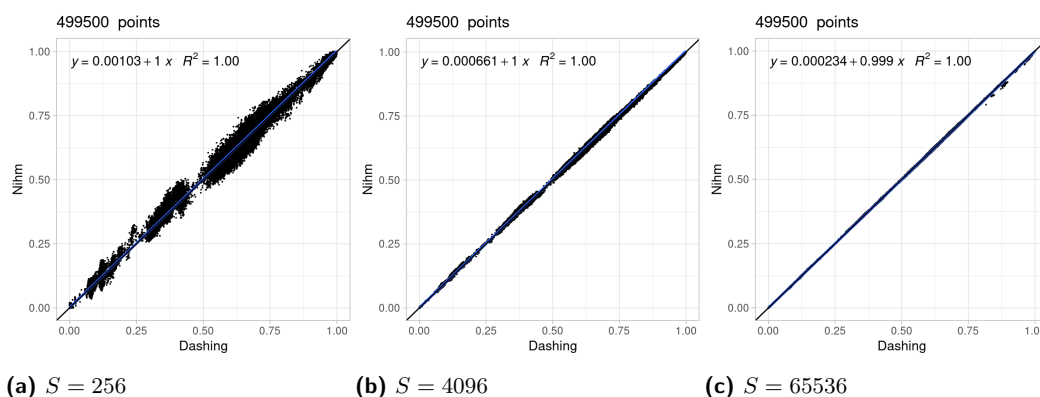 499500 points
y = 0.00103 + 1 x R² = 1.00
1.00
0.75
0.50
0.25
0.00
Nihm
0.00 0.25 0.50 0.75 1.00
Dashing
(a) S = 256
499500 points
y = 0.000661 + 1 x R² = 1.00
1.00
0.75
0.50
0.25
0.00
Nihm
0.00 0.25 0.50 0.75 1.00
Dashing
(b) S = 4096
499500 points
y = 0.000234 + 0.999 x R² = 1.00
1.00
0.75
0.50
0.25
0.00
Nihm
0.00 0.25 0.50 0.75 1.00
Dashing
(c) S = 65536